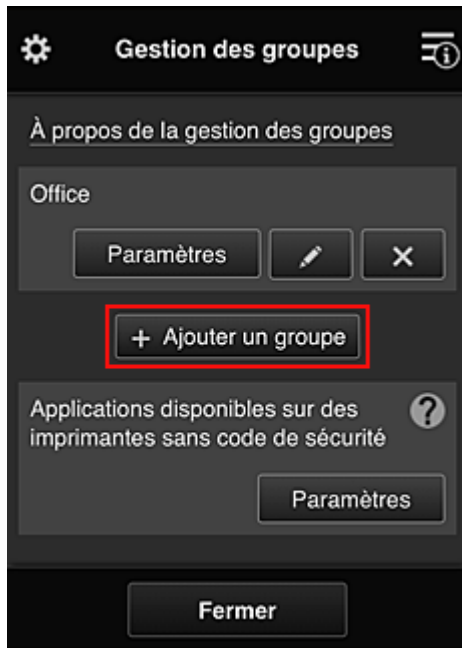 Gestion des groupes
À propos de la gestion des groupes
Office
Paramètres
+ Ajouter un groupe
Applications disponibles sur des
imprimantes sans code de sécurité
?
Paramètres
Fermer